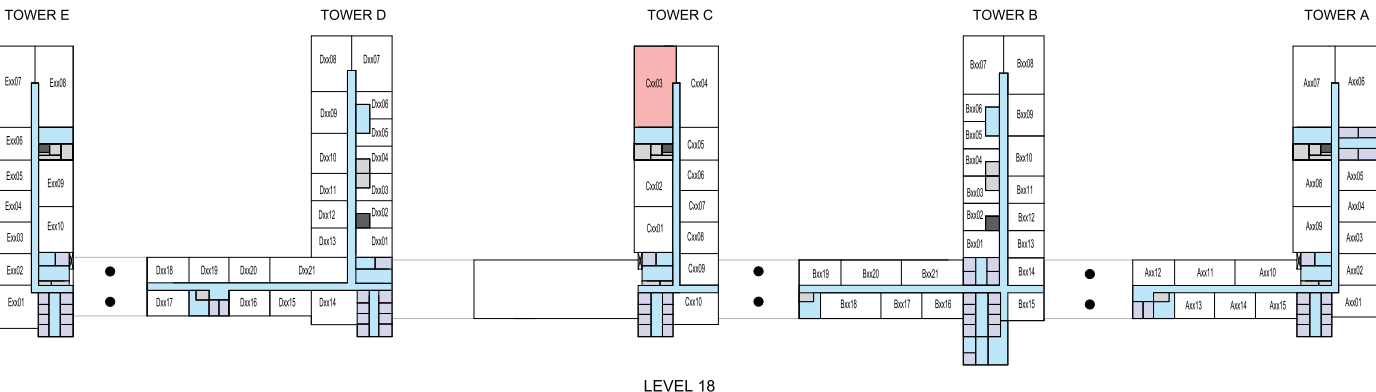 TOWER E TOWER D TOWER C TOWER B TOWER A
Exx07 Exx08
Exx06
Exx05 Exx09
Exx04
Exx03 Exx10
Exx02
Exx01
Dxx08 Dxx07
Dxx09 Dxx06
Dxx05
Dxx10 Dxx04
Dxx11 Dxx03
Dxx12 Dxx02
Dxx13 Dxx01
Dxx18 Dxx19 Dxx20 Dxx21
Dxx17 Dxx16 Dxx15 Dxx14
Cxx03 Cxx04
Cxx05
Cxx02 Cxx06
Cxx07
Cxx01 Cxx08
Cxx09
Cxx10
Bxx07 Bxx08
Bxx06 Bxx09
Bxx05
Bxx04 Bxx10
Bxx03 Bxx11
Bxx02 Bxx12
Bxx01 Bxx13
Bxx19 Bxx20 Bxx21 Bxx14
Bxx18 Bxx17 Bxx16 Bxx15
Axx07 Axx06
Axx08 Axx05
Axx04
Axx09 Axx03
Axx12 Axx11 Axx10 Axx02
Axx13 Axx14 Axx15 Axx01
LEVEL 18